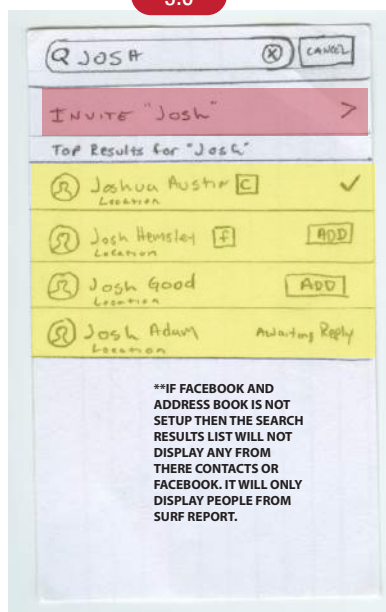 JOSH
CANCEL
INVITE "Josh"
TOP Results for "Josh"
Joshua Austin C
Location
Josh Hemsley f
Location
ADD
Josh Good
Location
ADD
Josh Adam
Location
Awaiting Reply
**IF FACEBOOK AND
ADDRESS BOOK IS NOT
SETUP THEN THE SEARCH
RESULTS LIST WILL NOT
DISPLAY ANY FROM
THERE CONTACTS OR
FACEBOOK. IT WILL ONLY
DISPLAY PEOPLE FROM
SURF REPORT.